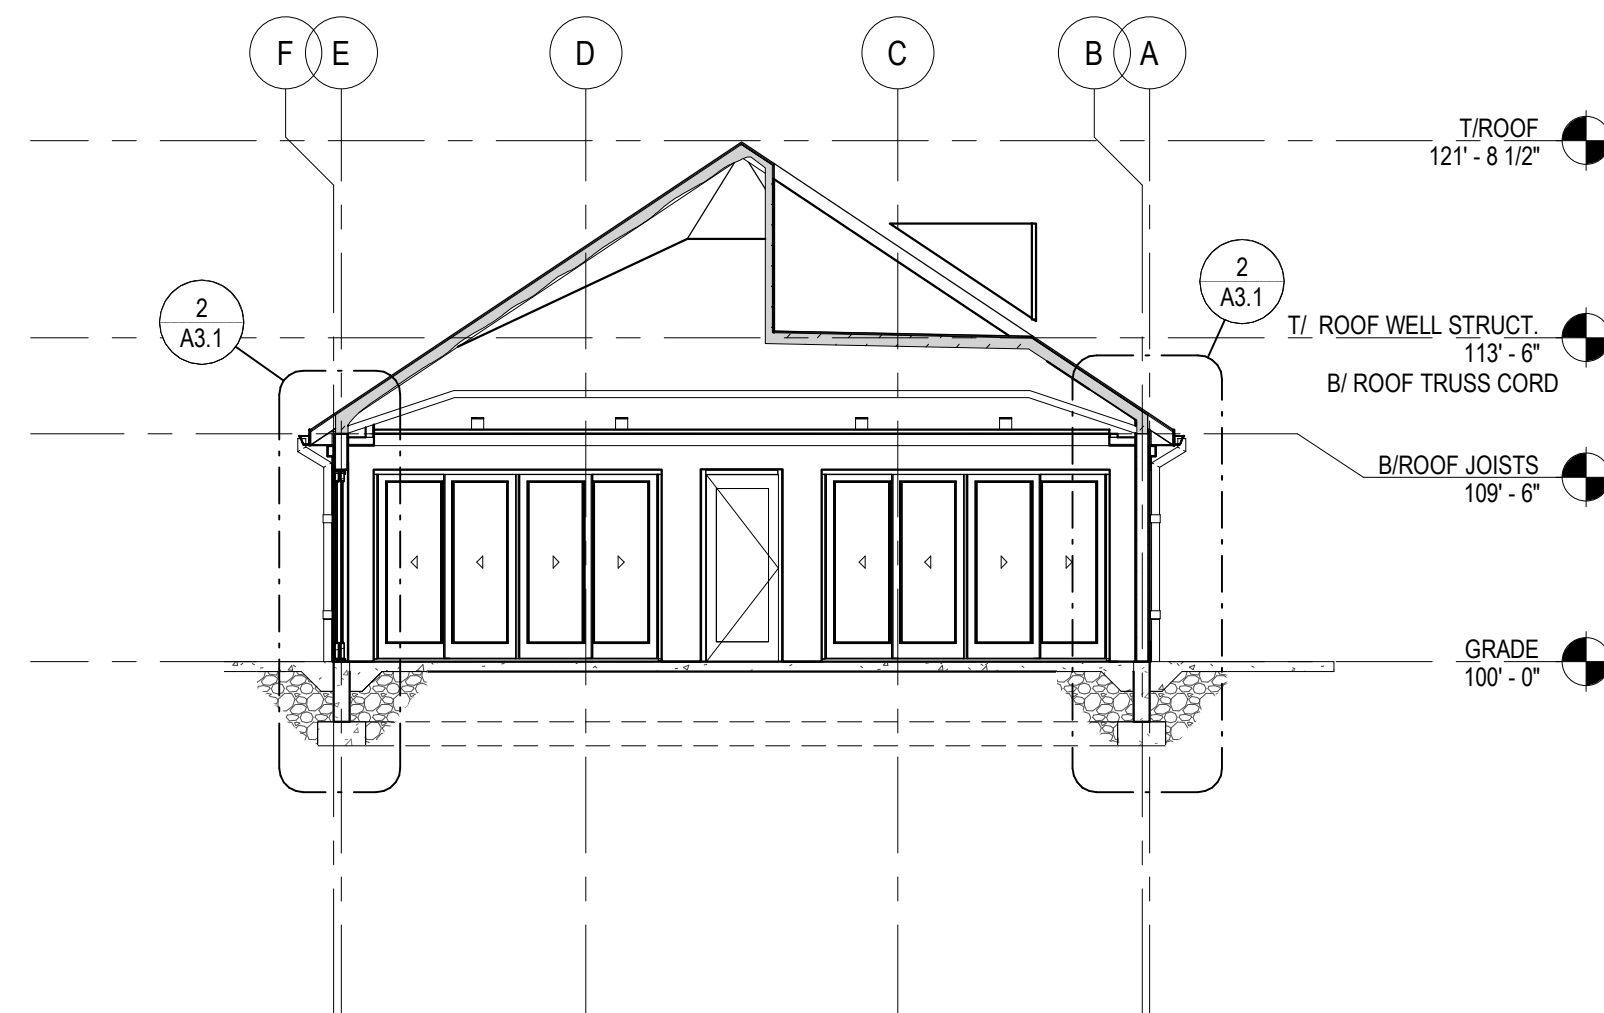 F
E
D
C
B
A
T/ROOF
121' - 8 1/2"
2
A3.1
2
A3.1
T/ ROOF WELL STRUCT.
113' - 6"
B/ ROOF TRUSS CORD
B/ROOF JOISTS
109' - 6"
GRADE
100' - 0"